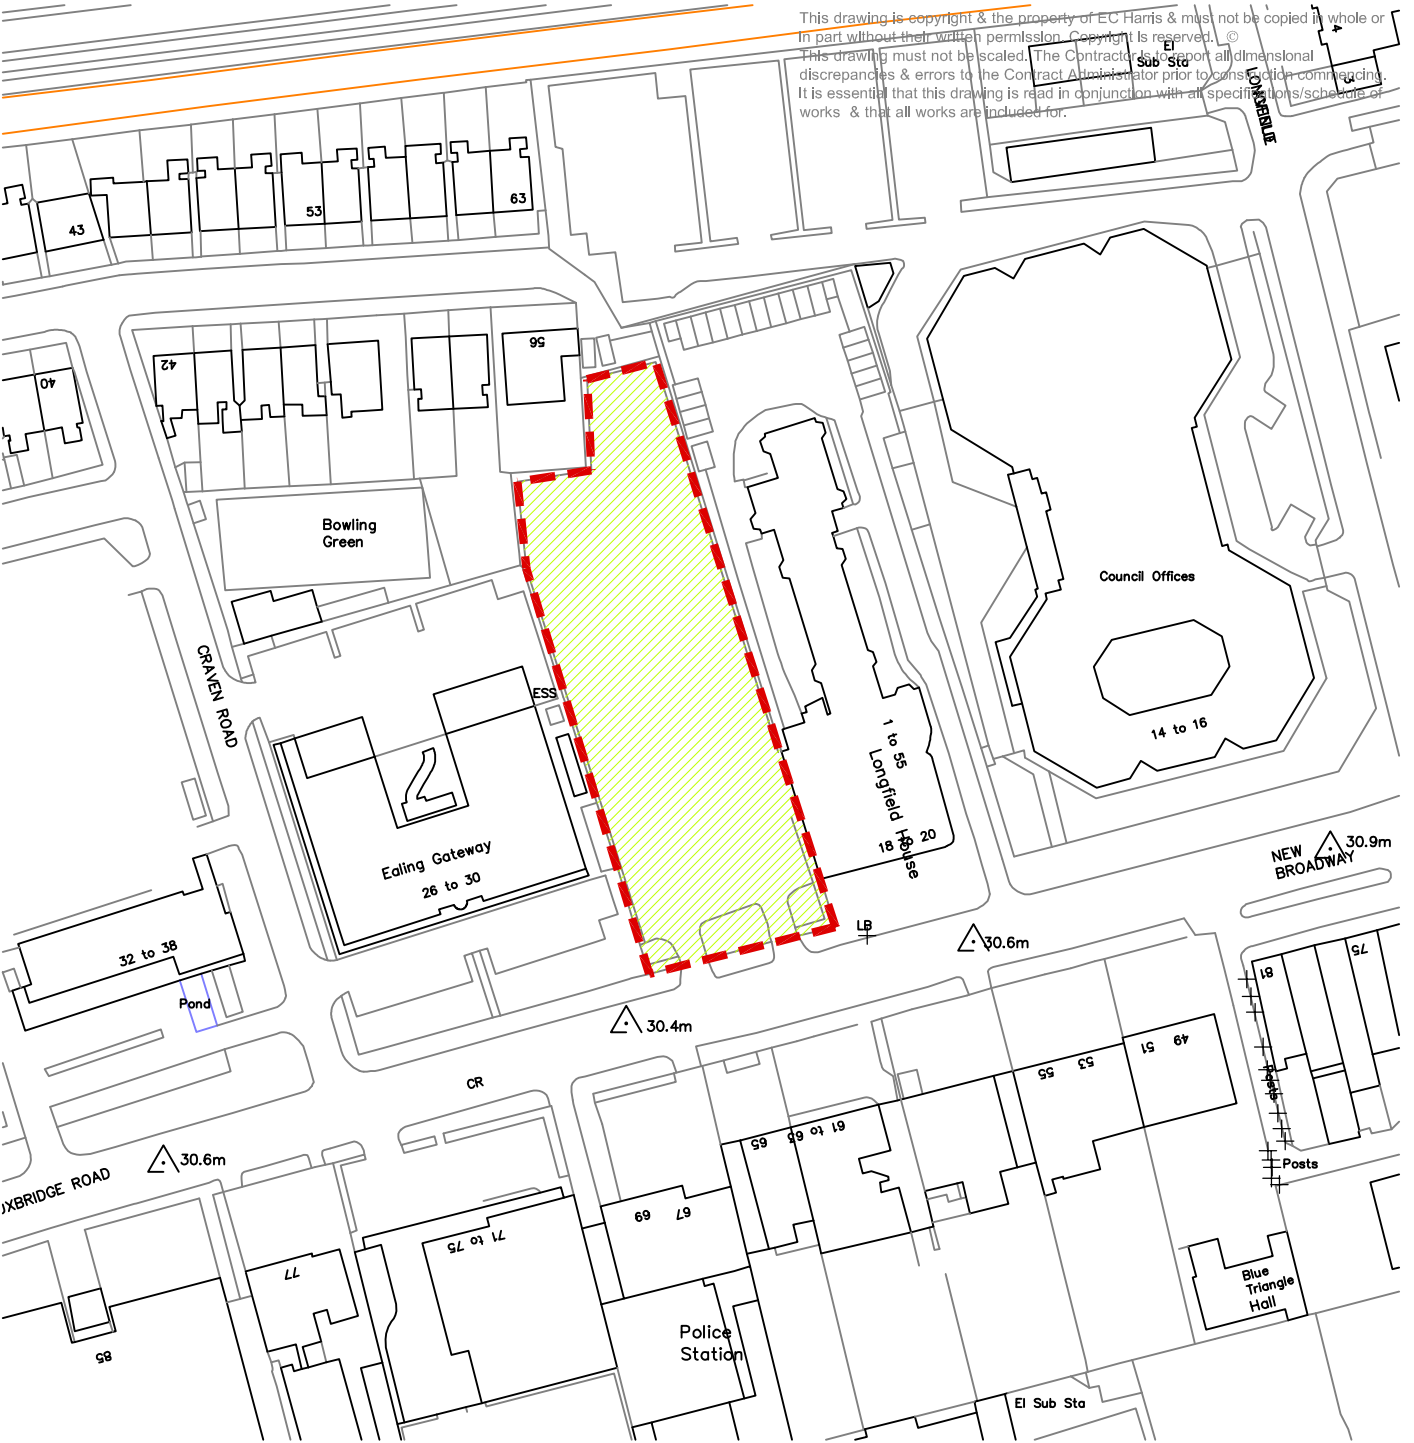 This drawing is copyright & the property of EC Harris & must not be copied in whole or
in part without their written permission. Copyright is reserved. ©
This drawing must not be scaled. The Contractor is to report all dimensional
discrepancies & errors to the Contract Administrator prior to construction commencing.
It is essential that this drawing is read in conjunction with all specifications/schedule of
works & that all works are included for.
El
Sub Sta
4
3
43
53
63
42
56
40
Bowling
Green
Council Offices
14 to 16
CRAVEN ROAD
ESS
1 to 55
Longfield House
18 to 20
Ealing Gateway
26 to 30
NEW
BROADWAY
30.9m
LB
30.6m
32 to 38
Pond
30.4m
81
75
CR
49
51
53
55
61 to 63
65
Posts
Posts
30.6m
UXBRIDGE ROAD
67
69
71 to 75
77
85
Police
Station
Blue
Triangle
Hall
El Sub Sta